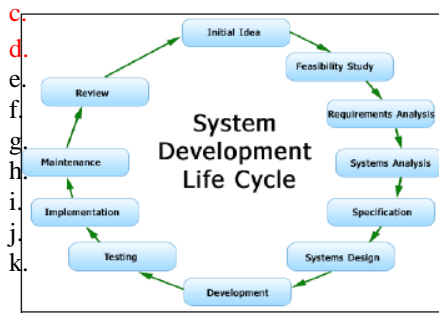 c.
d.
e.
f.
g.
h.
i.
j.
k.
Initial Idea
Feasibility Study
Requirements Analysis
Systems Analysis
Specification
Systems Design
Development
Testing
Implementation
Maintenance
Review
System
Development
Life Cycle